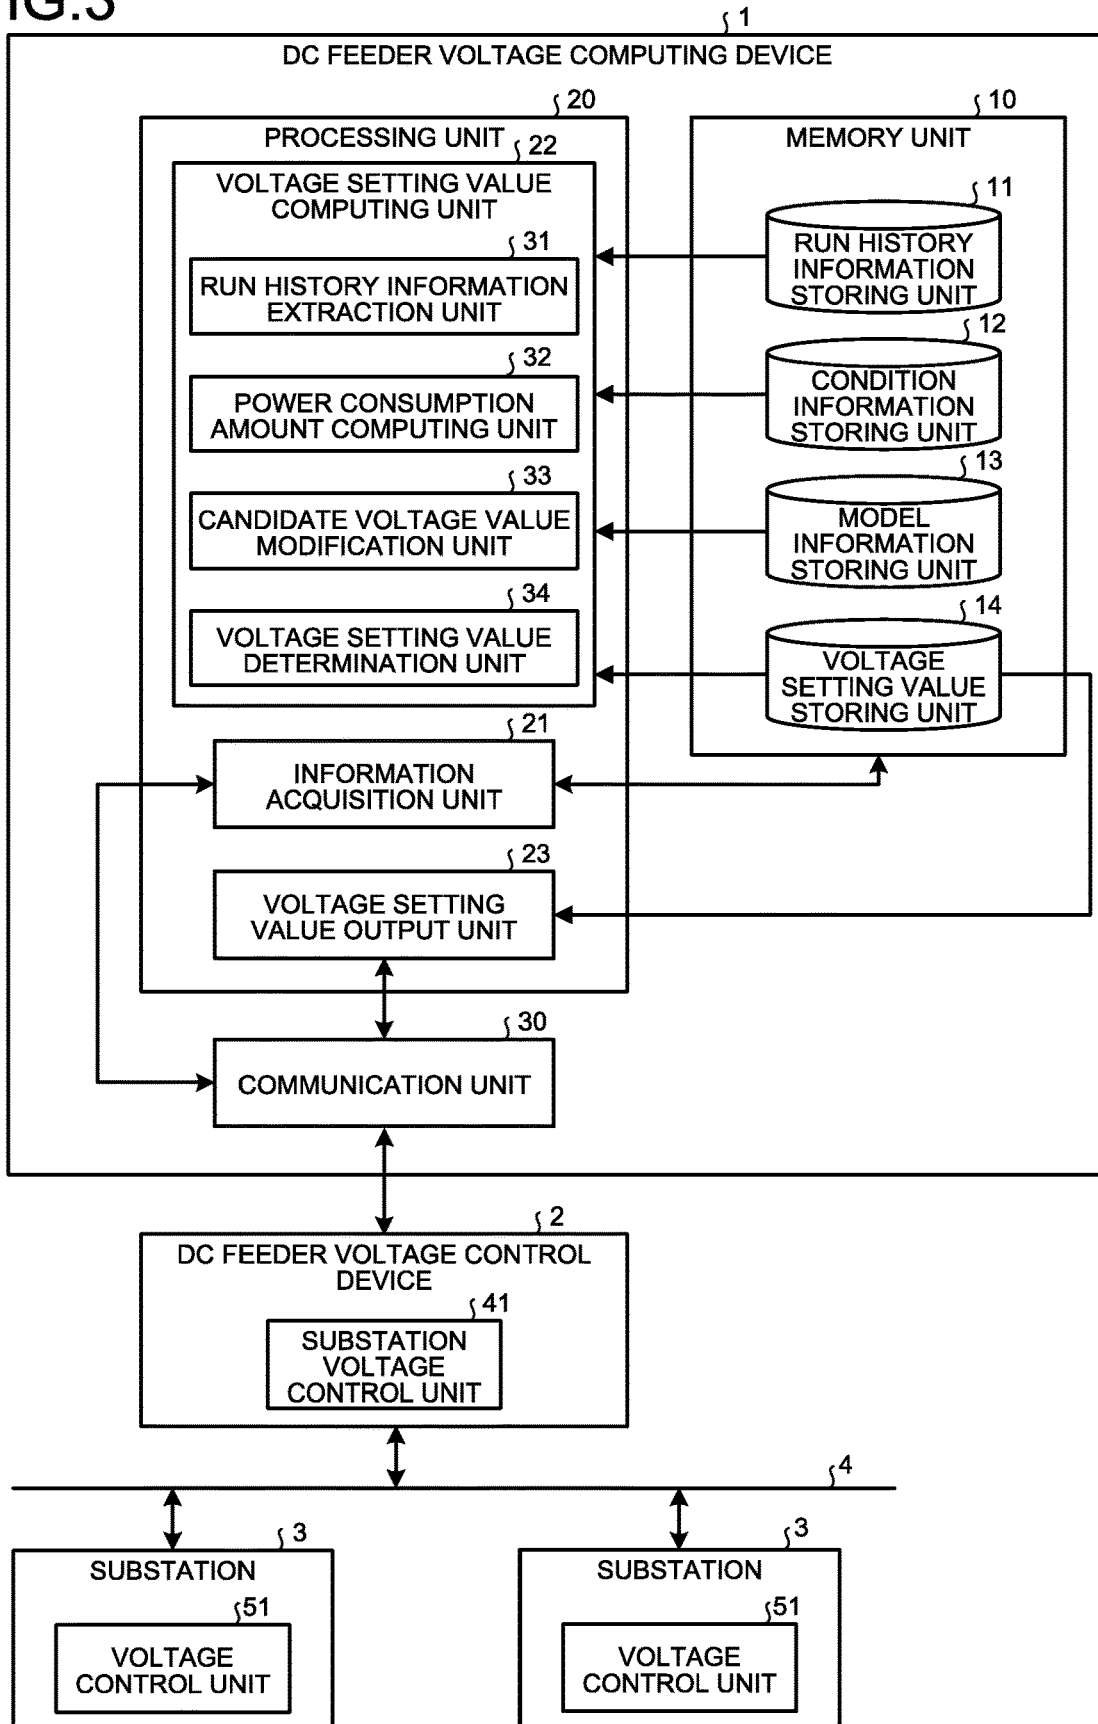 IG.3
1
DC FEEDER VOLTAGE COMPUTING DEVICE
20
PROCESSING UNIT
22
VOLTAGE SETTING VALUE
COMPUTING UNIT
31
RUN HISTORY INFORMATION
EXTRACTION UNIT
32
POWER CONSUMPTION
AMOUNT COMPUTING UNIT
33
CANDIDATE VOLTAGE VALUE
MODIFICATION UNIT
34
VOLTAGE SETTING VALUE
DETERMINATION UNIT
21
INFORMATION
ACQUISITION UNIT
23
VOLTAGE SETTING
VALUE OUTPUT UNIT
10
MEMORY UNIT
11
RUN HISTORY
INFORMATION
STORING UNIT
12
CONDITION
INFORMATION
STORING UNIT
13
MODEL
INFORMATION
STORING UNIT
14
VOLTAGE
SETTING VALUE
STORING UNIT
30
COMMUNICATION UNIT
2
DC FEEDER VOLTAGE CONTROL
DEVICE
41
SUBSTATION
VOLTAGE
CONTROL UNIT
4
3
SUBSTATION
51
VOLTAGE
CONTROL UNIT
3
SUBSTATION
51
VOLTAGE
CONTROL UNIT